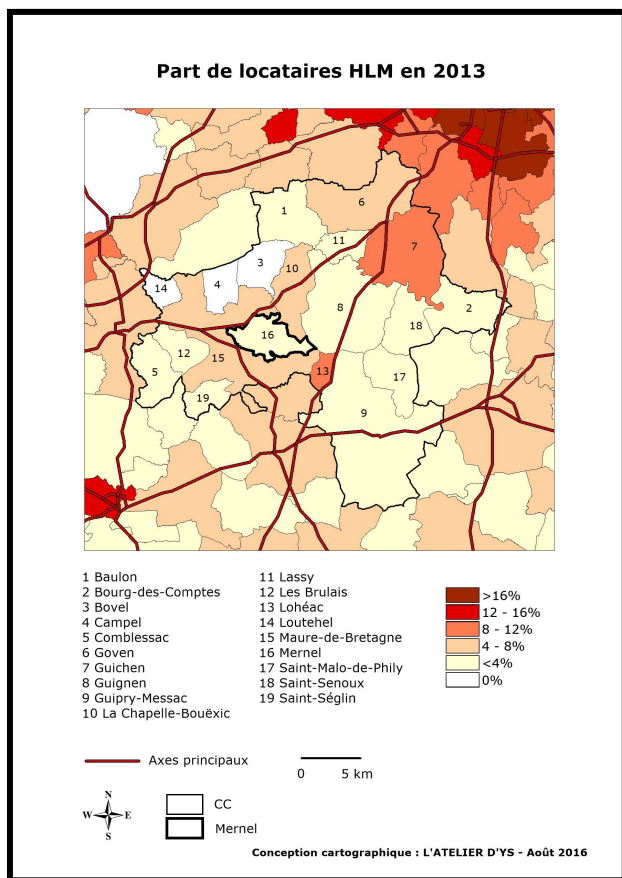 Part de locataires HLM en 2013
1
6
11
7
3
10
4
14
8
2
18
16
12
15
5
13
17
19
9
1 Baulon
2 Bourg-des-Comptes
3 Bovel
4 Campel
5 Comblessac
6 Goven
7 Guichen
8 Guignen
9 Guipry-Messac
10 La Chapelle-Bouëxic
11 Lassy
12 Les Brulais
13 Lohéac
14 Loutehel
15 Maure-de-Bretagne
16 Mernel
17 Saint-Malo-de-Phily
18 Saint-Senoux
19 Saint-Séglin
>16%
12 - 16%
8 - 12%
4 - 8%
<4%
0%
Axes principaux
0 5 km
N
W E
S
CC
Mernel
Conception cartographique : L'ATELIER D'YS - Août 2016